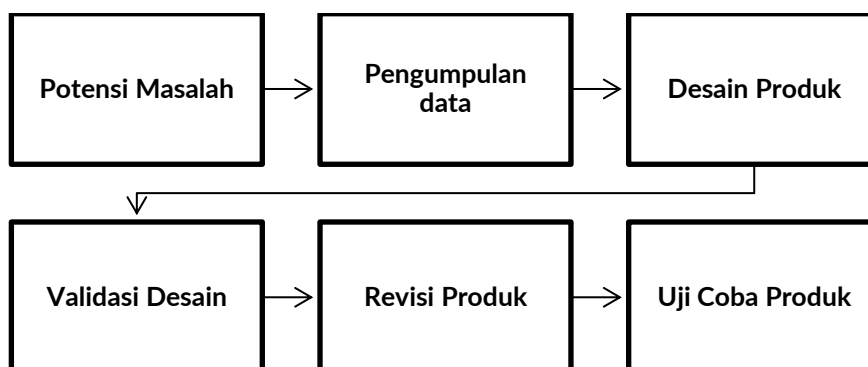 Potensi Masalah
Pengumpulan
data
Desain Produk
Validasi Desain
Revisi Produk
Uji Coba Produk